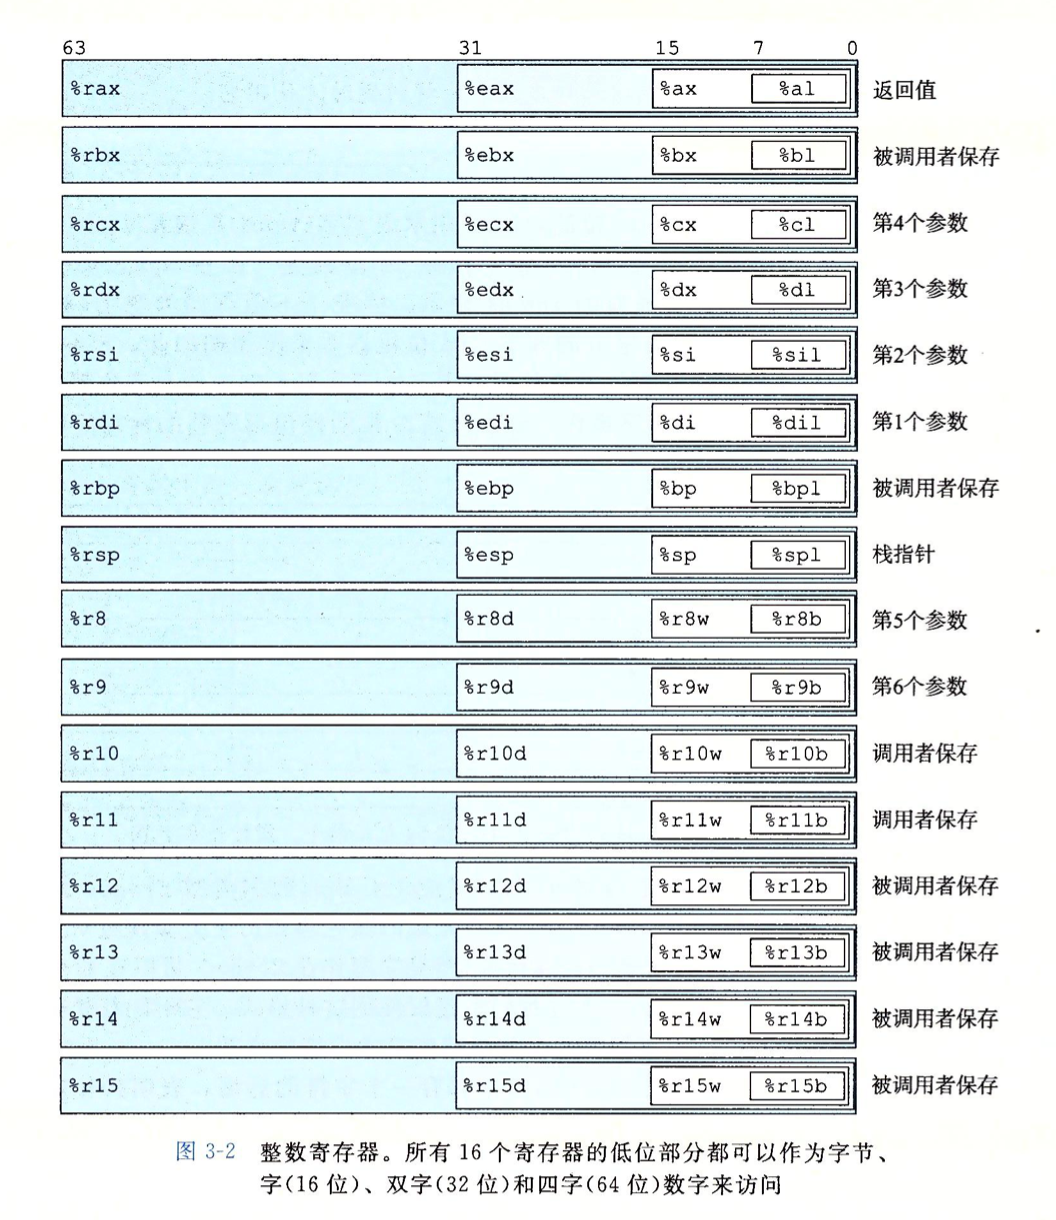 63 31 15 7 0
%rax %eax %ax %al 返回值
%rbx %ebx %bx %bl 被调用者保存
%rcx %ecx %cx %cl 第4个参数
%rdx %edx %dx %dl 第3个参数
%rsi %esi %si %sil 第2个参数
%rdi %edi %di %dil 第1个参数
%rbp %ebp %bp %bpl 被调用者保存
%rsp %esp %sp %spl 栈指针
%r8 %r8d %r8w %r8b 第5个参数
%r9 %r9d %r9w %r9b 第6个参数
%r10 %r10d %r10w %r10b 调用者保存
%r11 %r11d %r11w %r11b 调用者保存
%r12 %r12d %r12w %r12b 被调用者保存
%r13 %r13d %r13w %r13b 被调用者保存
%r14 %r14d %r14w %r14b 被调用者保存
%r15 %r15d %r15w %r15b 被调用者保存
图 3-2 整数寄存器。所有 16 个寄存器的低位部分都可以作为字节、
字(16 位)、双字(32 位)和四字(64 位)数字来访问